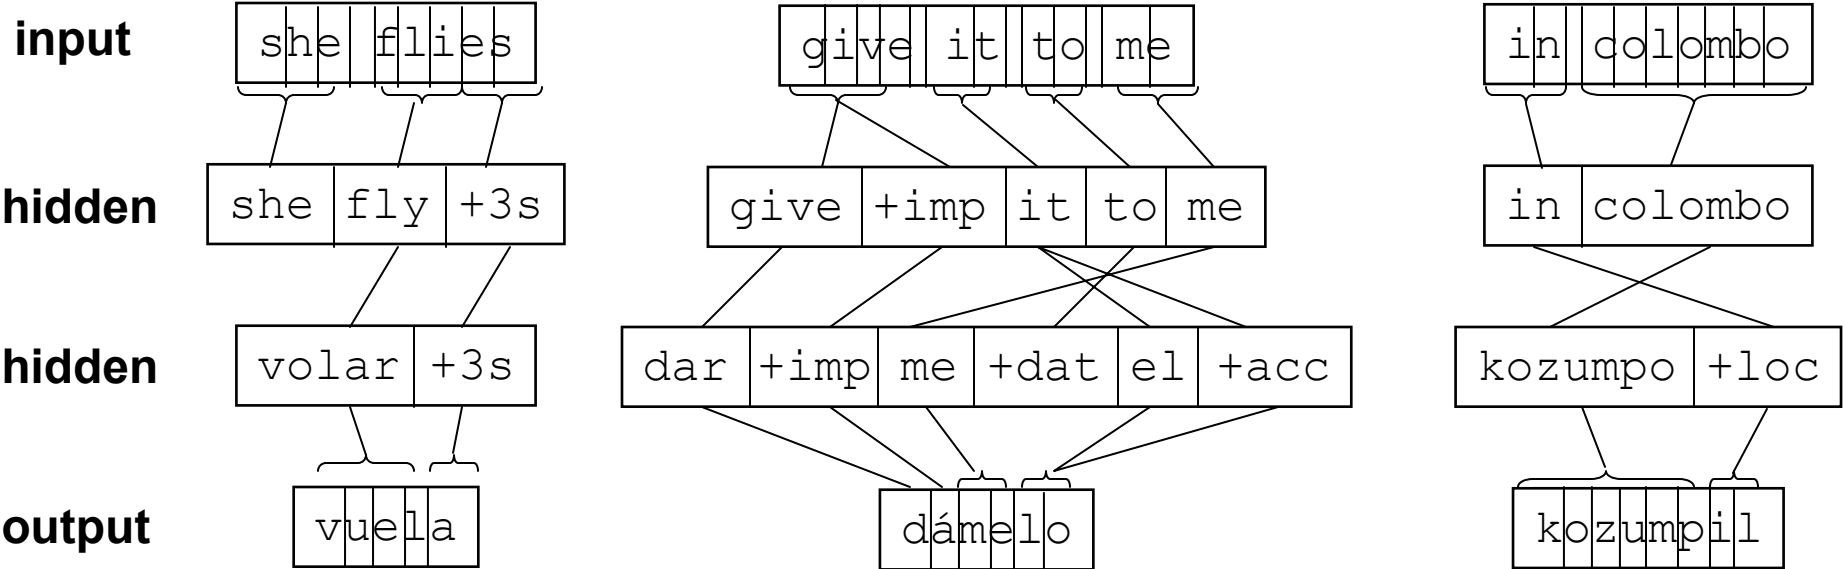 input she flies give it to me in colombo
hidden she fly +3s give +imp it to me in colombo
hidden volar +3s dar +imp me +dat el +acc kozumpo +loc
output vuela dámelo kozumpil